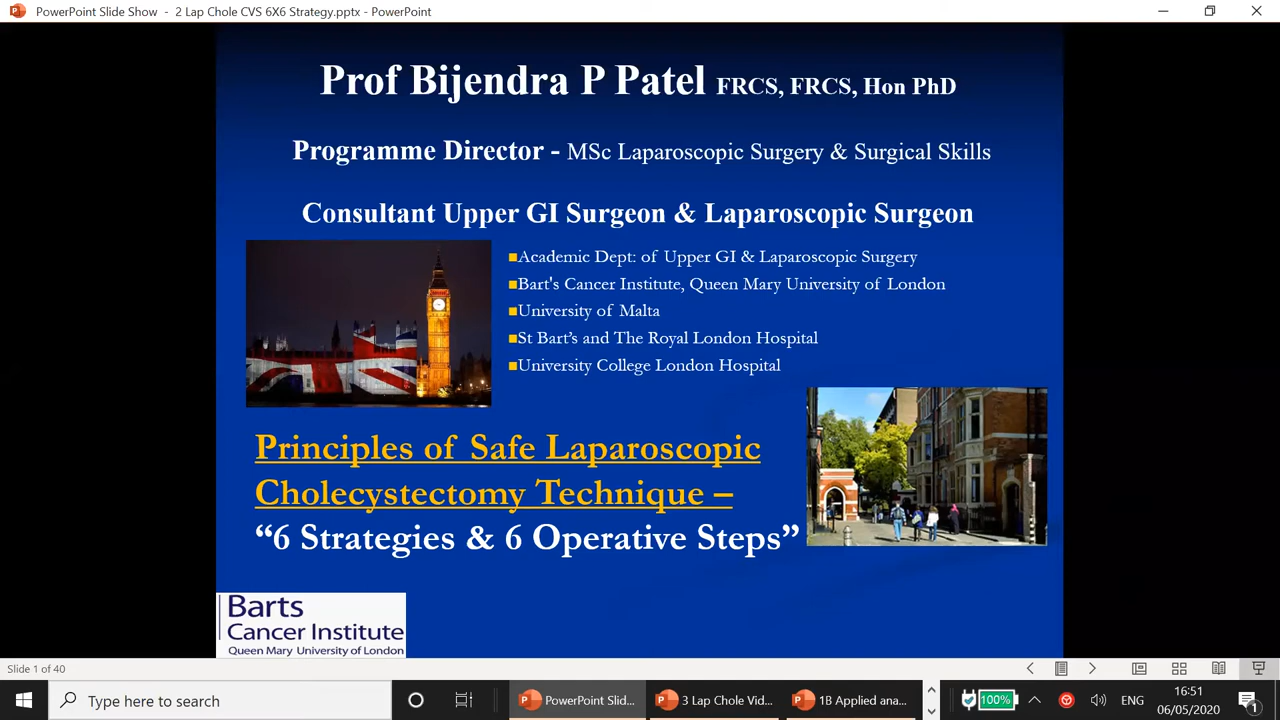 PowerPoint Slide Show - 2 Lap Chole CVS 6X6 Strategy.pptx - PowerPoint
Prof Bijendra P Patel FRCS, FRCS, Hon PhD
Programme Director - MSc Laparoscopic Surgery & Surgical Skills
Consultant Upper GI Surgeon & Laparoscopic Surgeon
Academic Dept: of Upper GI & Laparoscopic Surgery
Bart's Cancer Institute, Queen Mary University of London
University of Malta
St Bart’s and The Royal London Hospital
University College London Hospital
Principles of Safe Laparoscopic
Cholecystectomy Technique –
“6 Strategies & 6 Operative Steps”
Barts
Cancer Institute
Queen Mary University of London
Slide 1 of 40
Type here to search
PowerPoint Slid...
3 Lap Chole Vid...
1B Applied ana...
100%
ENG
16:51
06/05/2020
1